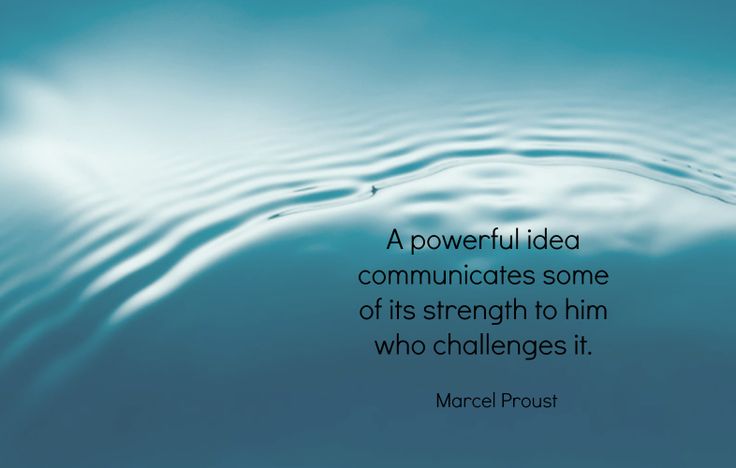 A powerful idea
communicates some
of its strength to him
who challenges it.
Marcel Proust